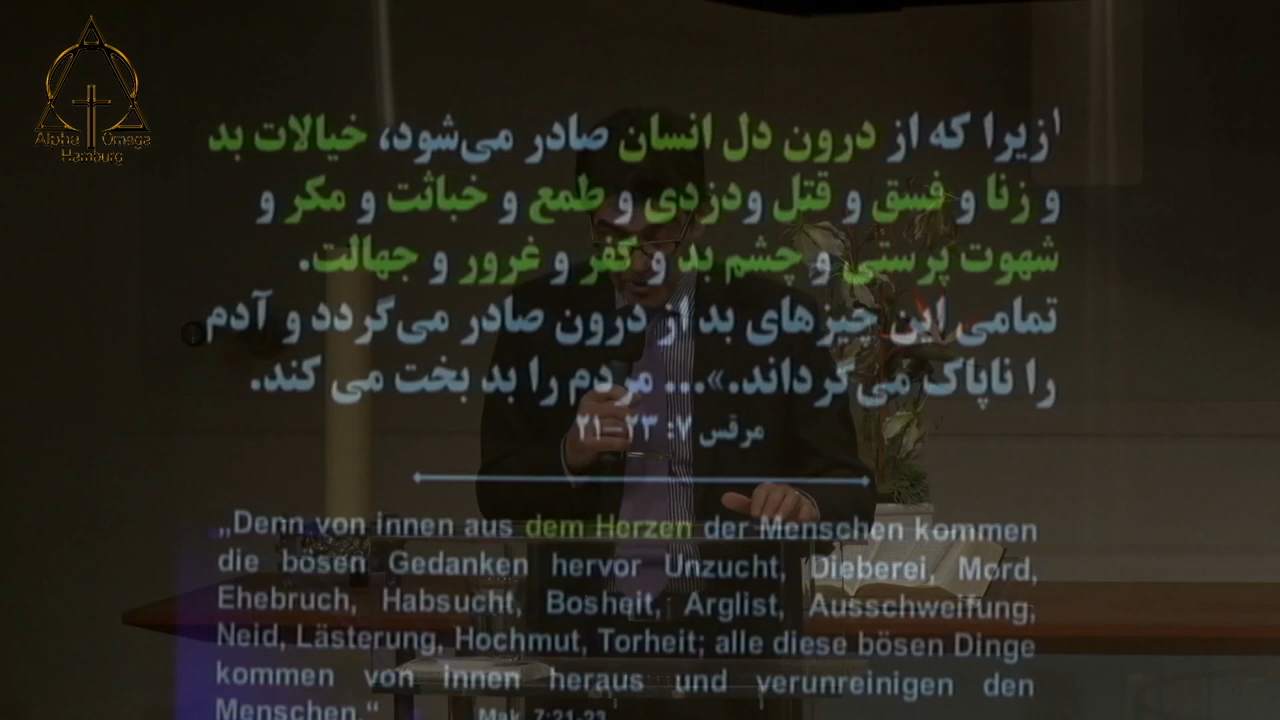 Alpha Omega
Hamburg
زیرا که از درون دل انسان صادر می‌شود، خیالات بد
و زنا و فسق و قتل ودزدی و طمع و خباثت و مکر و
شهوت پرستی و چشم بد و کفر و غرور و جهالت.
تمامی این چیزهای بد از درون صادر می‌گردد و آدم
را ناپاک می‌گرداند.»... مردم را بد بخت می کند.
مرقس ۷: ۲۳–۲۱
„Denn von innen aus dem Herzen der Menschen kommen
die bösen Gedanken hervor Unzucht, Dieberei, Mord,
Ehebruch, Habsucht, Bosheit, Arglist, Ausschweifung,
Neid, Lästerung, Hochmut, Torheit; alle diese bösen Dinge
kommen von innen heraus und verunreinigen den
Menschen.“ Mak. 7:21-23